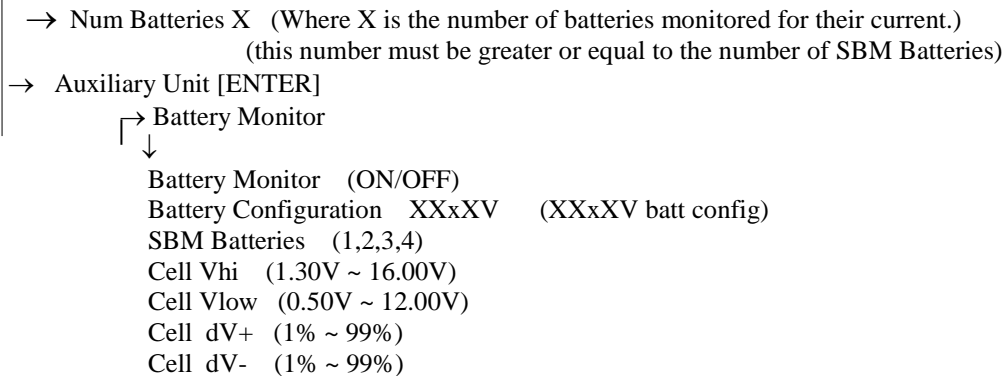 → Num Batteries X (Where X is the number of batteries monitored for their current.)
(this number must be greater or equal to the number of SBM Batteries)
→ Auxiliary Unit [ENTER]
→ Battery Monitor
↓
Battery Monitor (ON/OFF)
Battery Configuration XXxXV (XXxXV batt config)
SBM Batteries (1,2,3,4)
Cell Vhi (1.30V ~ 16.00V)
Cell Vlow (0.50V ~ 12.00V)
Cell dV+ (1% ~ 99%)
Cell dV- (1% ~ 99%)